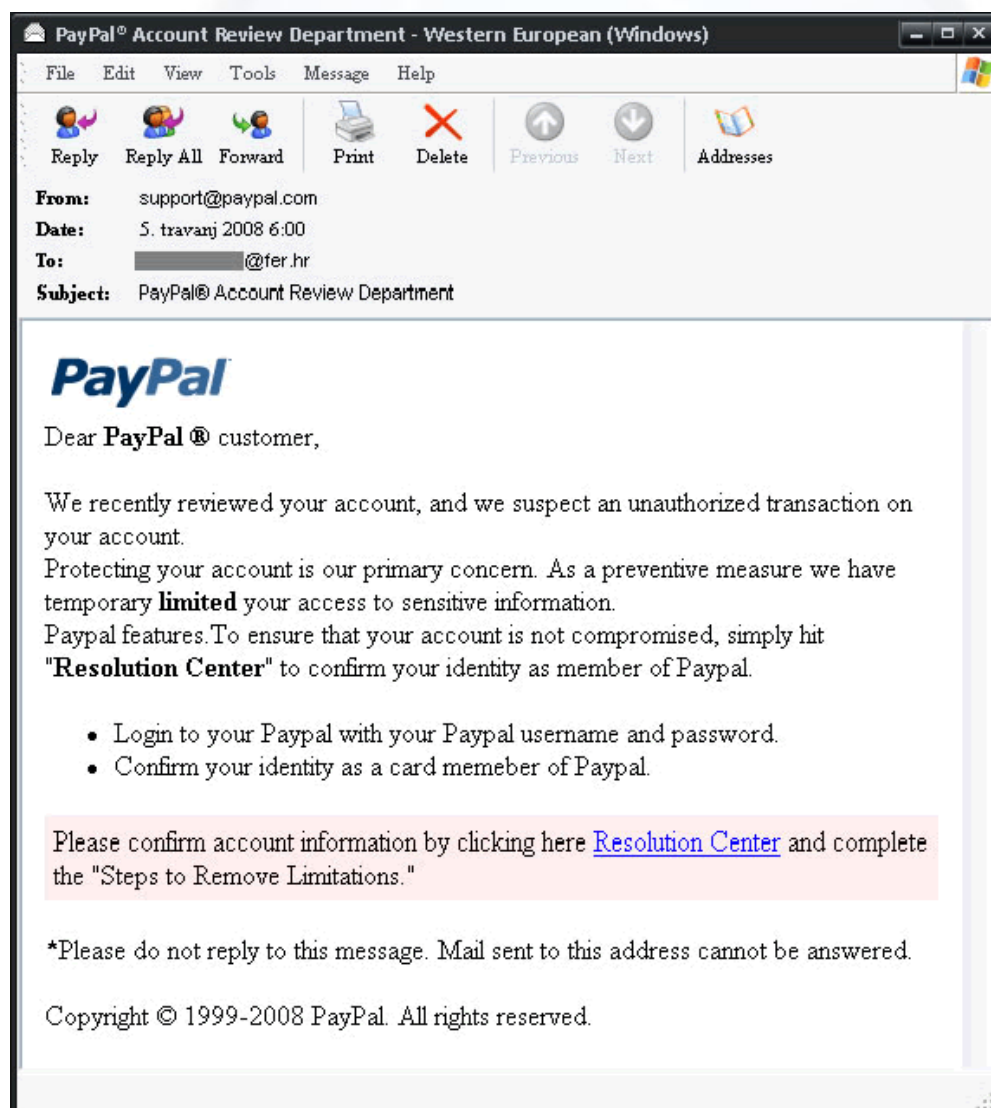 PayPal® Account Review Department - Western European (Windows)
File Edit View Tools Message Help
Reply Reply All Forward Print Delete Previous Next Addresses
From: support@paypal.com
Date: 5. travanj 2008 6:00
To: @fer.hr
Subject: PayPal® Account Review Department
PayPal
Dear PayPal ® customer,
We recently reviewed your account, and we suspect an unauthorized transaction on
your account.
Protecting your account is our primary concern. As a preventive measure we have
temporary limited your access to sensitive information.
Paypal features.To ensure that your account is not compromised, simply hit
"Resolution Center" to confirm your identity as member of Paypal.
• Login to your Paypal with your Paypal username and password.
• Confirm your identity as a card memeber of Paypal.
Please confirm account information by clicking here Resolution Center and complete
the "Steps to Remove Limitations."
*Please do not reply to this message. Mail sent to this address cannot be answered.
Copyright © 1999-2008 PayPal. All rights reserved.